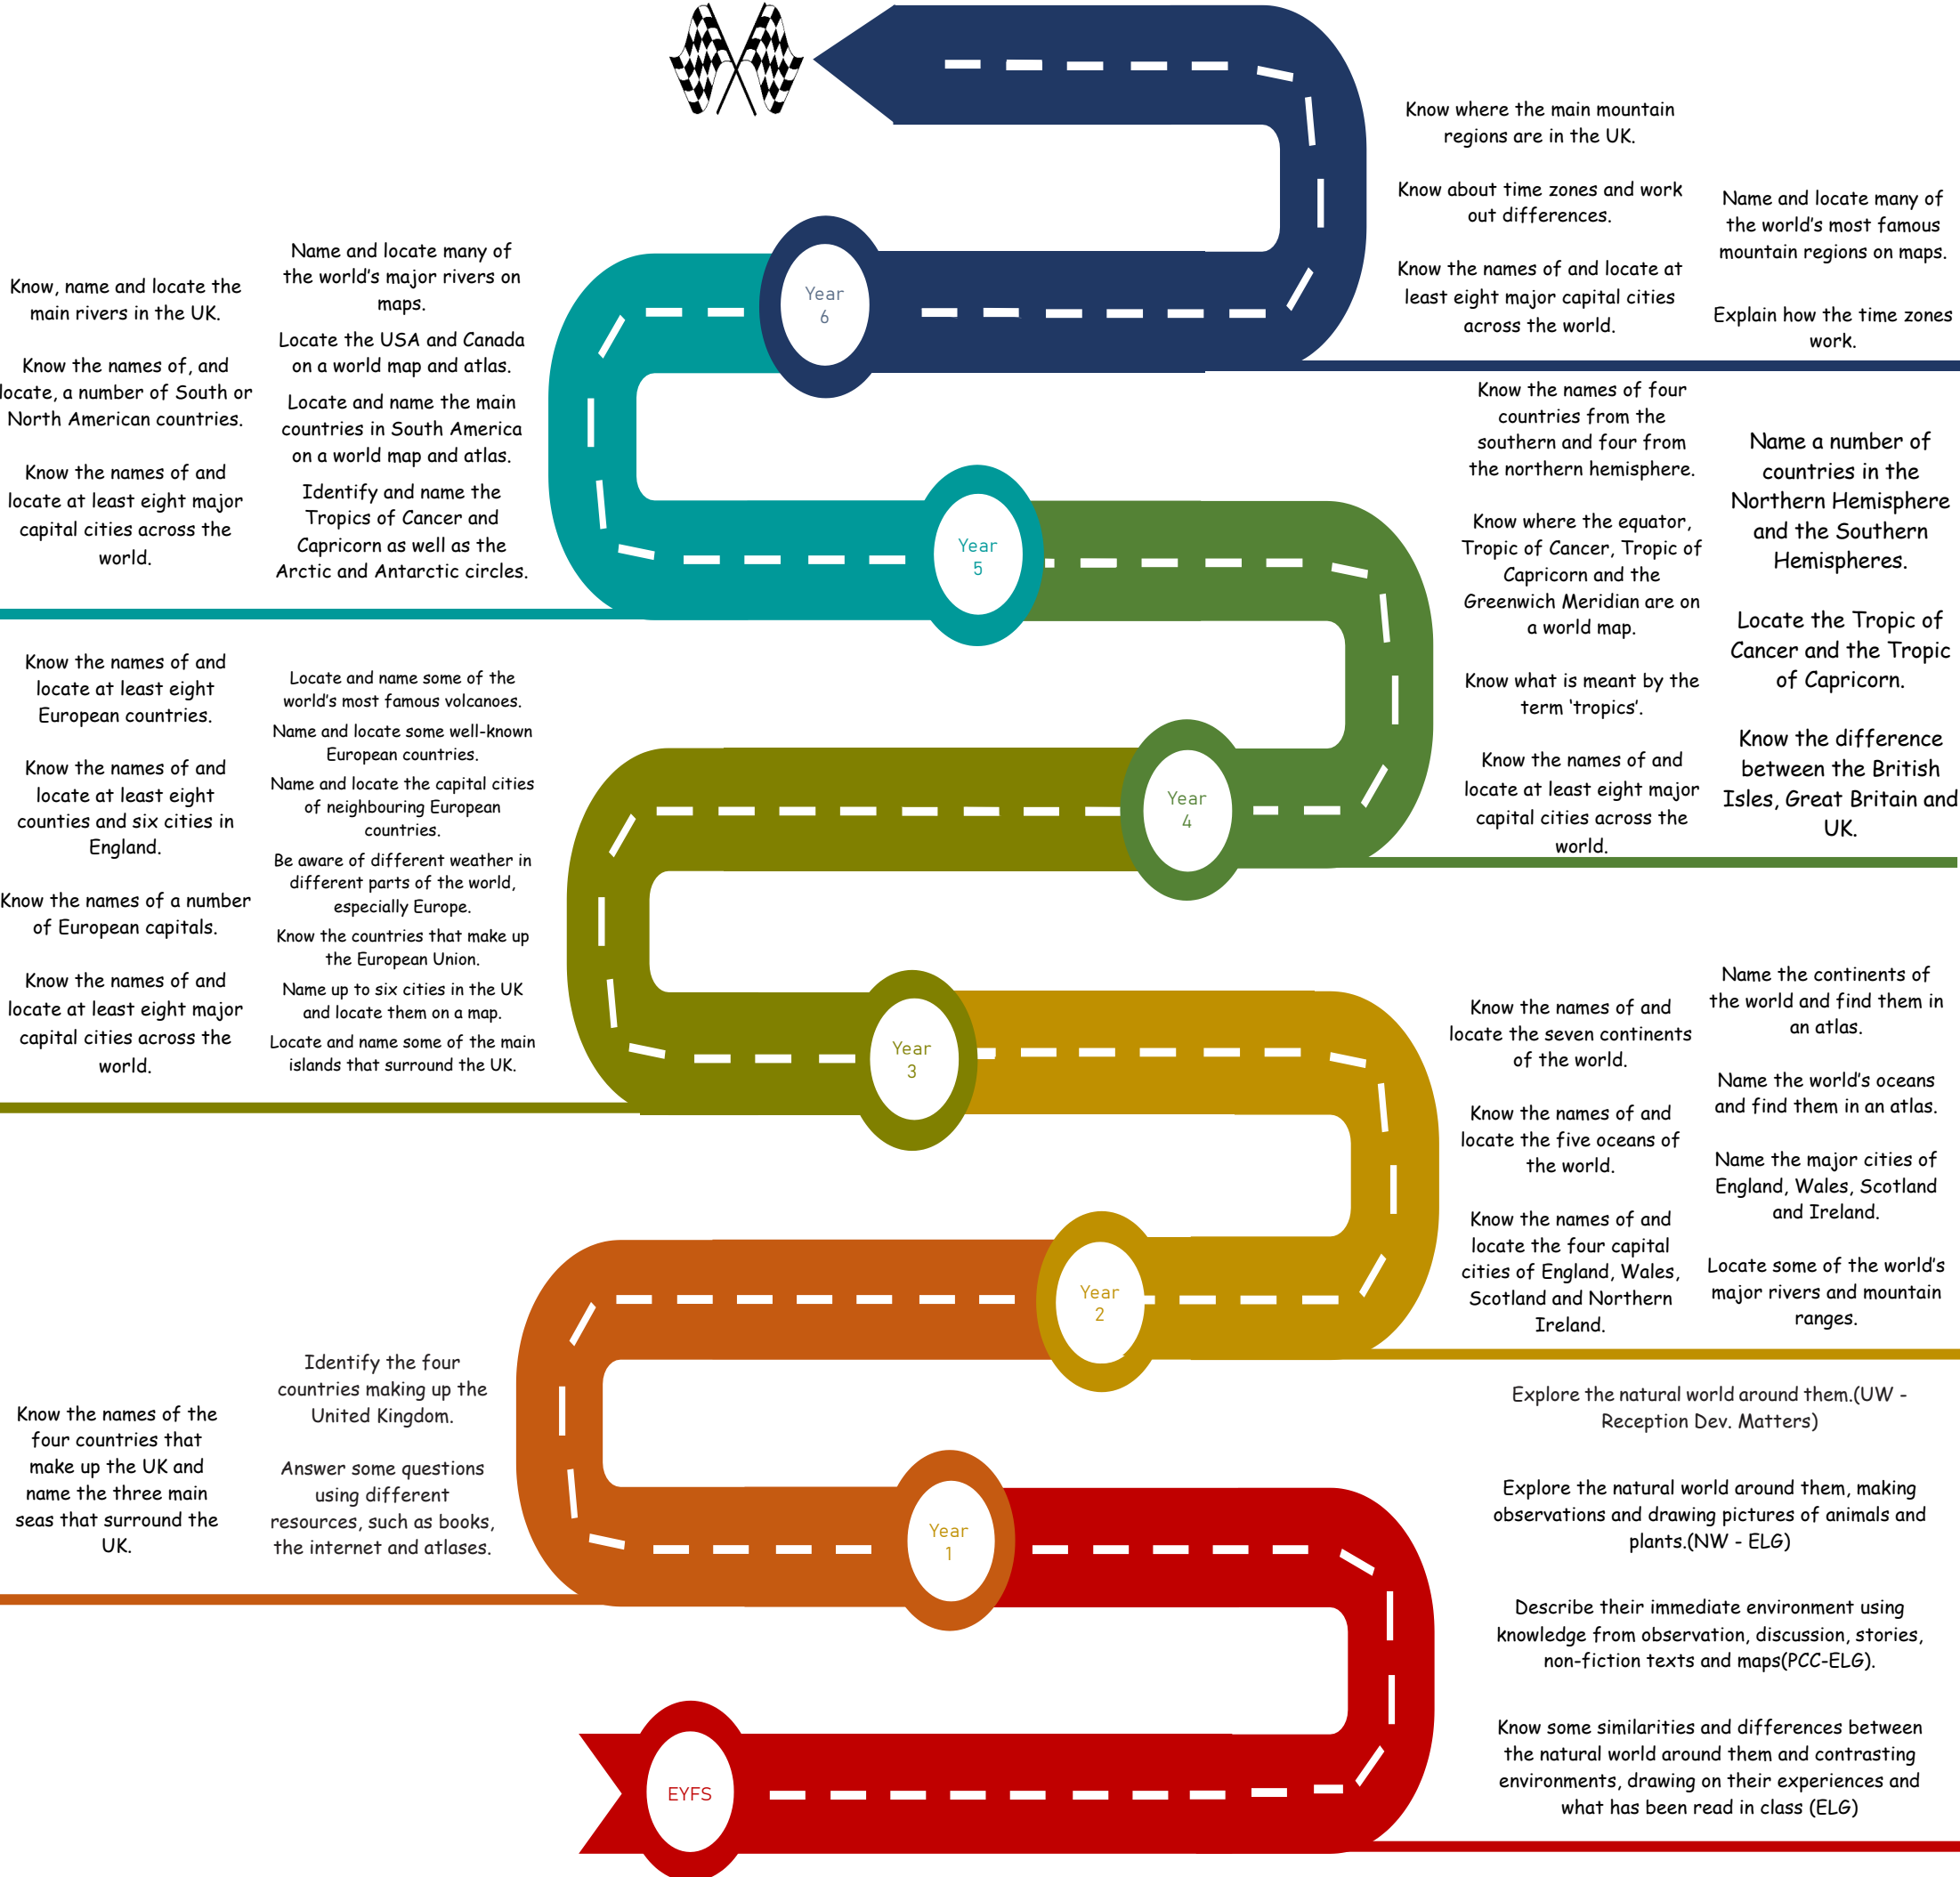 Know where the main mountain
regions are in the UK.
Know about time zones and work
out differences.
Know the names of and locate at
least eight major capital cities
across the world.
Name and locate many of
the world's most famous
mountain regions on maps.
Explain how the time zones
work.
Year
6
Know, name and locate the
main rivers in the UK.
Know the names of, and
locate, a number of South or
North American countries.
Know the names of and
locate at least eight major
capital cities across the
world.
Name and locate many of
the world's major rivers on
maps.
Locate the USA and Canada
on a world map and atlas.
Locate and name the main
countries in South America
on a world map and atlas.
Identify and name the
Tropics of Cancer and
Capricorn as well as the
Arctic and Antarctic circles.
Year
5
Know the names of four
countries from the
southern and four from
the northern hemisphere.
Know where the equator,
Tropic of Cancer, Tropic of
Capricorn and the
Greenwich Meridian are on
a world map.
Know what is meant by the
term ‘tropics’.
Know the names of and
locate at least eight major
capital cities across the
world.
Name a number of
countries in the
Northern Hemisphere
and the Southern
Hemispheres.
Locate the Tropic of
Cancer and the Tropic
of Capricorn.
Know the difference
between the British
Isles, Great Britain and
UK.
Year
4
Know the names of and
locate at least eight
European countries.
Know the names of and
locate at least eight
counties and six cities in
England.
Know the names of a number
of European capitals.
Know the names of and
locate at least eight major
capital cities across the
world.
Locate and name some of the
world's most famous volcanoes.
Name and locate some well-known
European countries.
Name and locate the capital cities
of neighbouring European
countries.
Be aware of different weather in
different parts of the world,
especially Europe.
Know the countries that make up
the European Union.
Name up to six cities in the UK
and locate them on a map.
Locate and name some of the main
islands that surround the UK.
Year
3
Know the names of and
locate the seven continents
of the world.
Know the names of and
locate the five oceans of
the world.
Know the names of and
locate the four capital
cities of England, Wales,
Scotland and Northern
Ireland.
Name the continents of
the world and find them in
an atlas.
Name the world's oceans
and find them in an atlas.
Name the major cities of
England, Wales, Scotland
and Ireland.
Locate some of the world's
major rivers and mountain
ranges.
Year
2
Know the names of the
four countries that
make up the UK and
name the three main
seas that surround the
UK.
Identify the four
countries making up the
United Kingdom.
Answer some questions
using different
resources, such as books,
the internet and atlases.
Year
1
Explore the natural world around them.(UW -
Reception Dev. Matters)
Explore the natural world around them, making
observations and drawing pictures of animals and
plants.(NW - ELG)
Describe their immediate environment using
knowledge from observation, discussion, stories,
non-fiction texts and maps(PCC-ELG).
Know some similarities and differences between
the natural world around them and contrasting
environments, drawing on their experiences and
what has been read in class (ELG)
EYFS